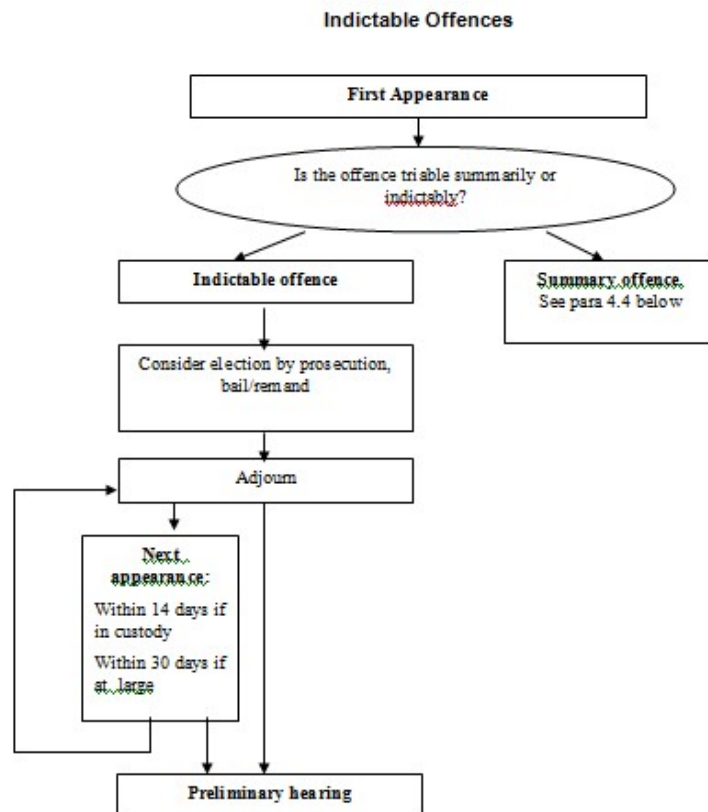 Indictable Offences
First Appearance
Is the offence triable summarily or
indictably?
Indictable offence
Summary offence.
See para 4.4 below
Consider election by prosecution,
bail/remand
Adjourn
Next
appearance:
Within 14 days if
in custody
Within 30 days if
at large
Preliminary hearing